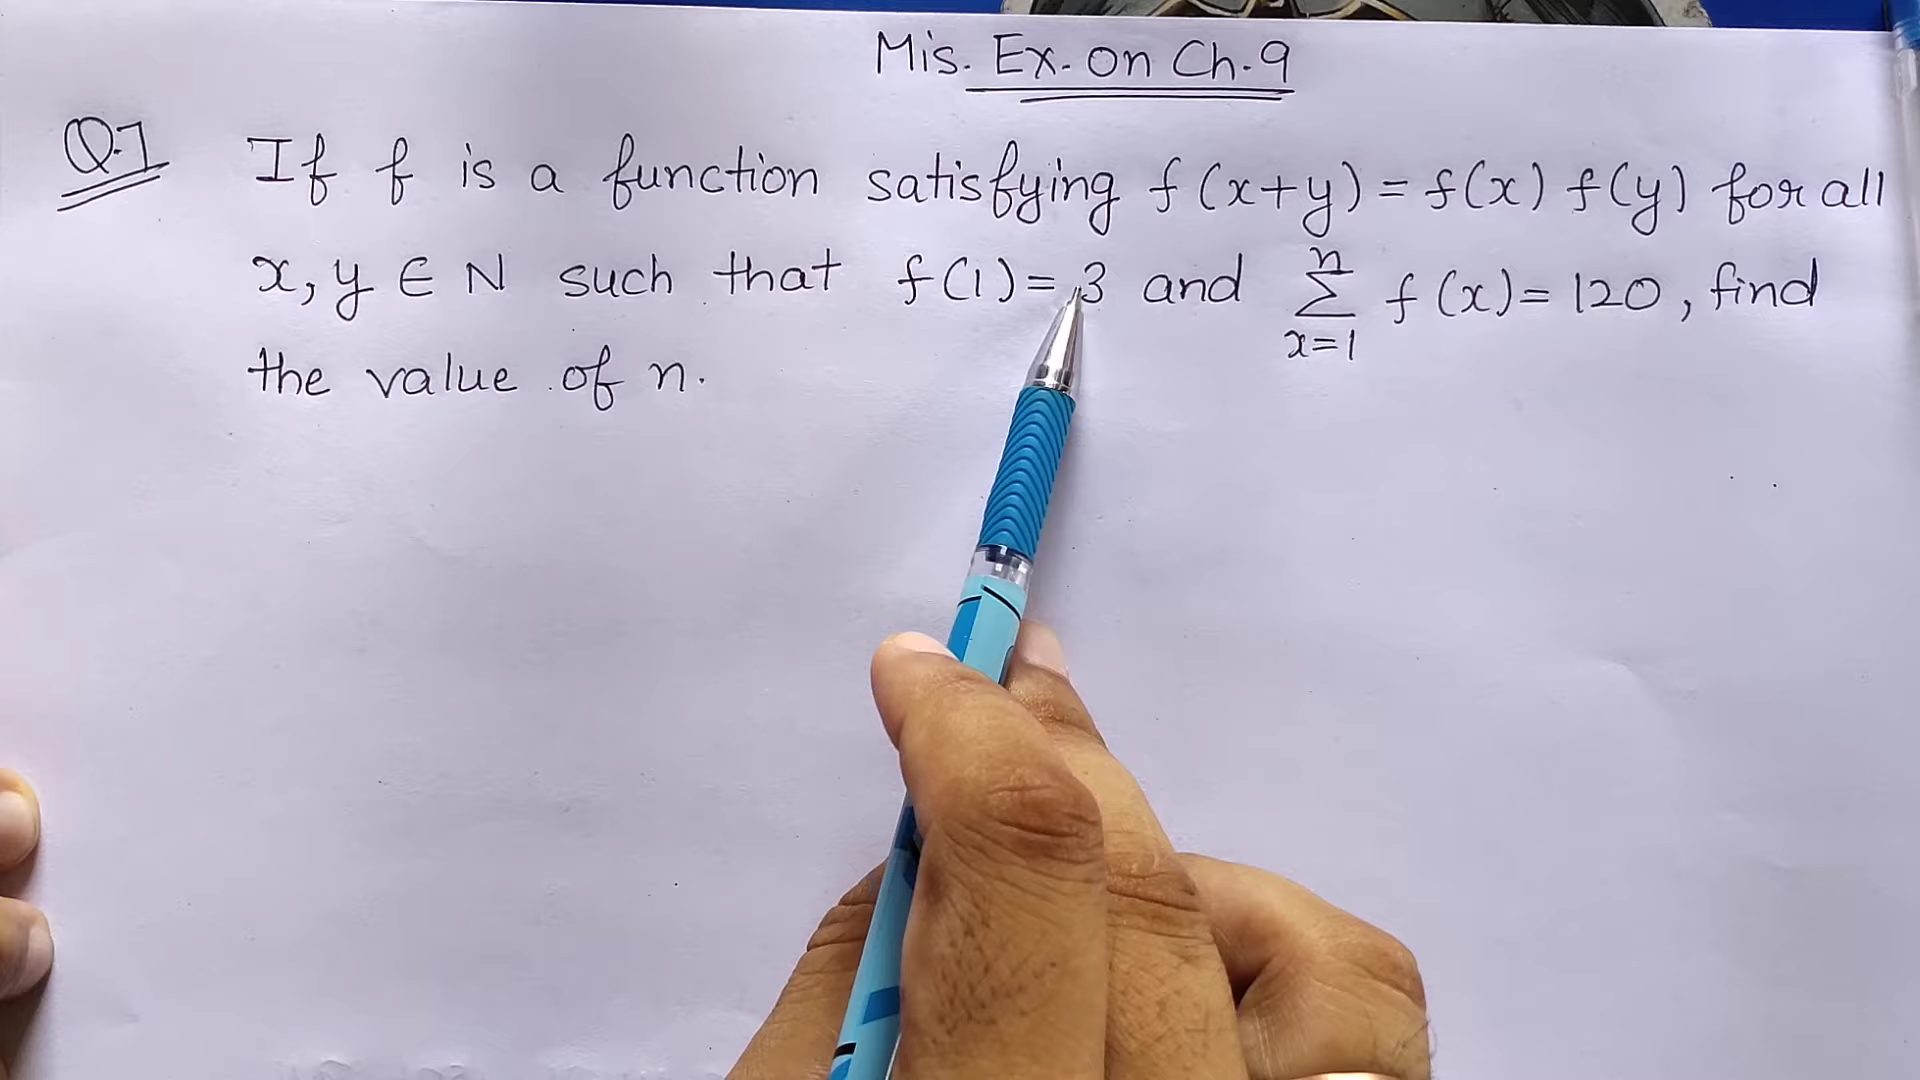 Mis. Ex. on Ch.9
Q.1 If f is a function satisfying f(x+y) = f(x) f(y) for all
x, y ∈ N such that f(1) = 3 and \sum_{x=1}^{n} f(x) = 120, find
the value of n.